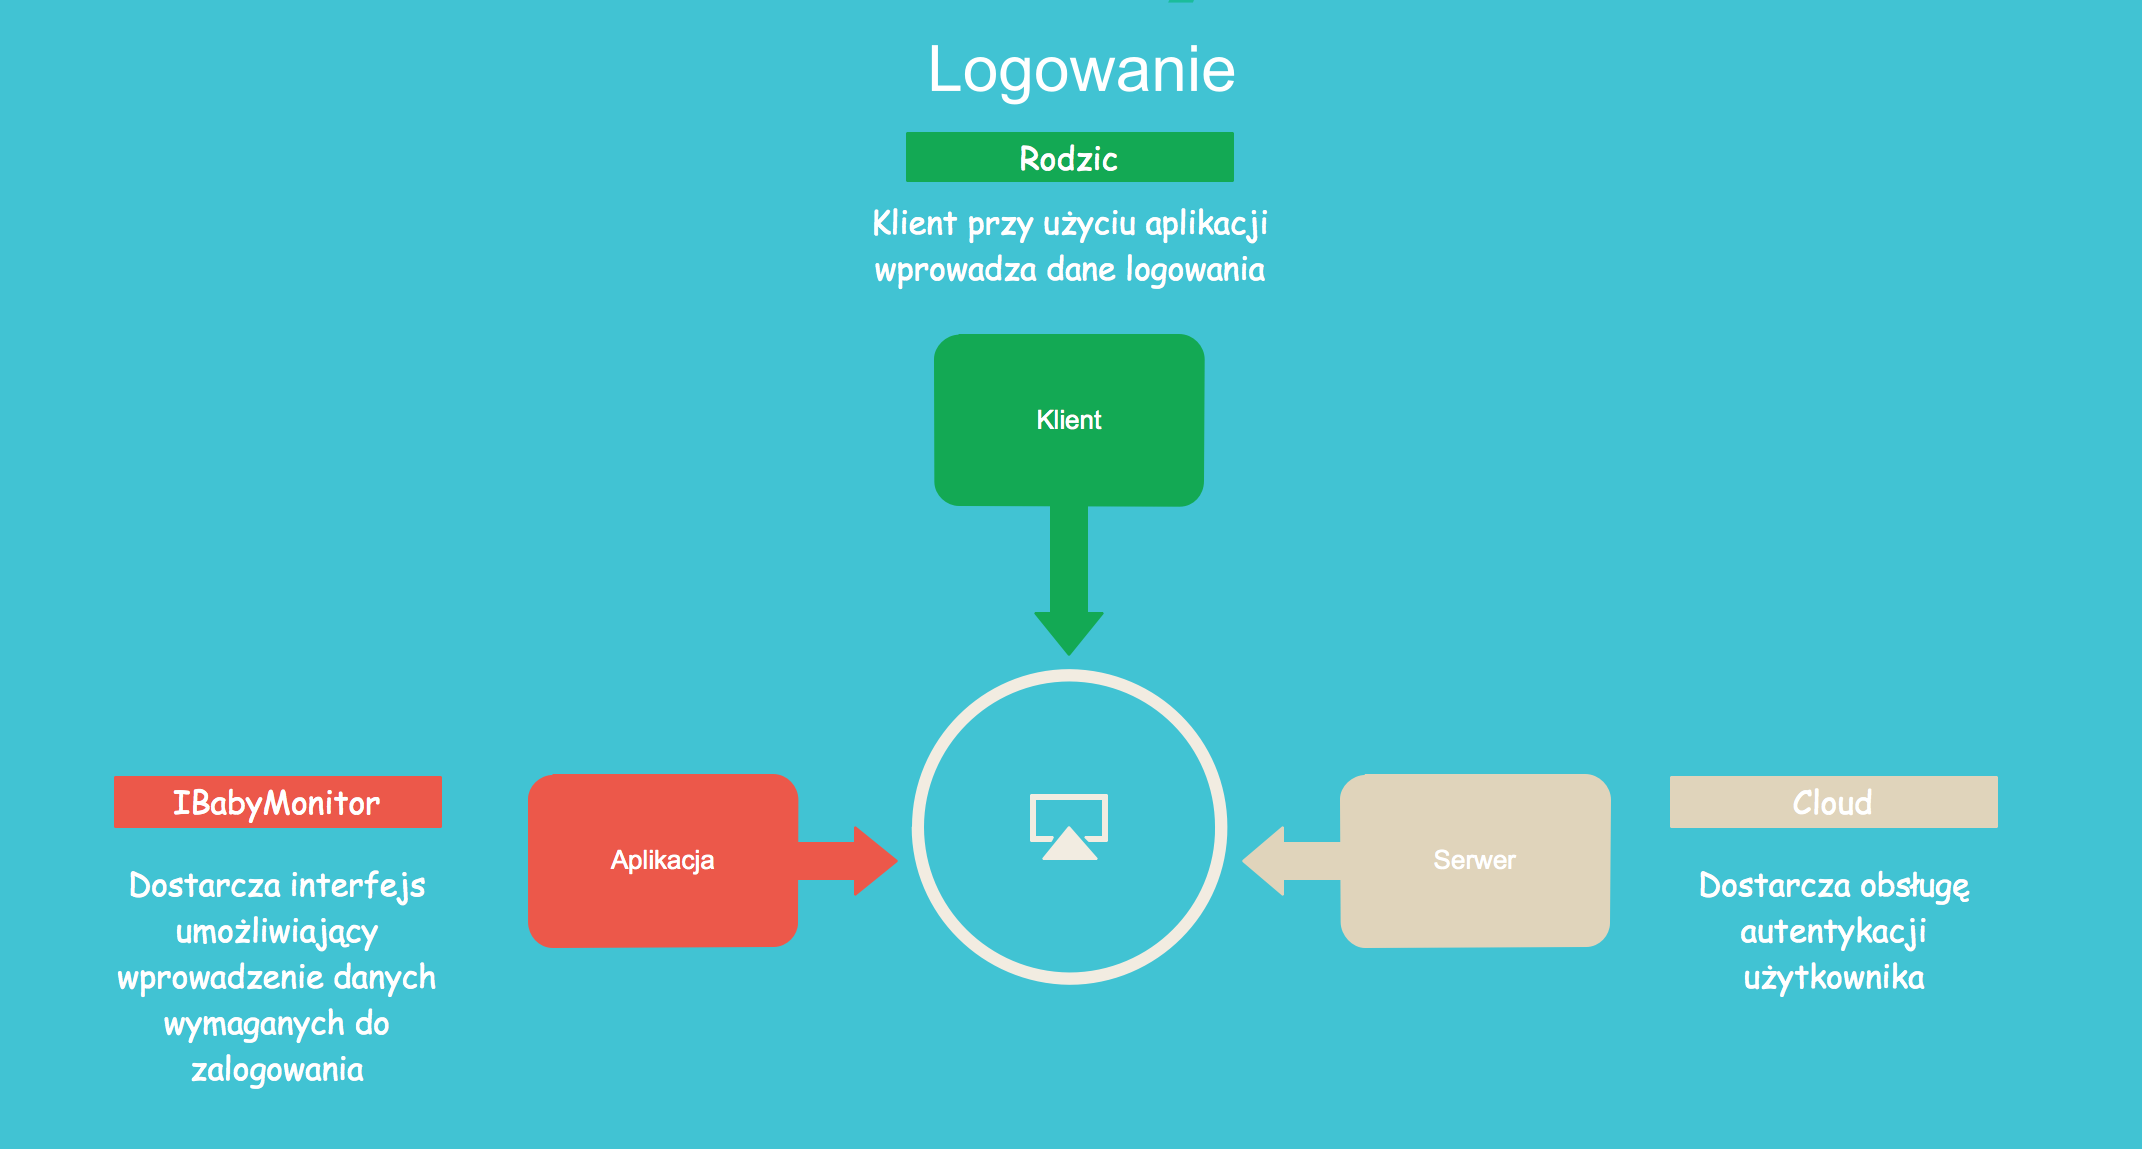 Logowanie
Rodzic
Klient przy użyciu aplikacji
wprowadza dane logowania
Klient
IBabyMonitor
Dostarcza interfejs
umożliwiający
wprowadzenie danych
wymaganych do
zalogowania
Aplikacja
Serwer
Cloud
Dostarcza obsługę
autentykacji
użytkownika